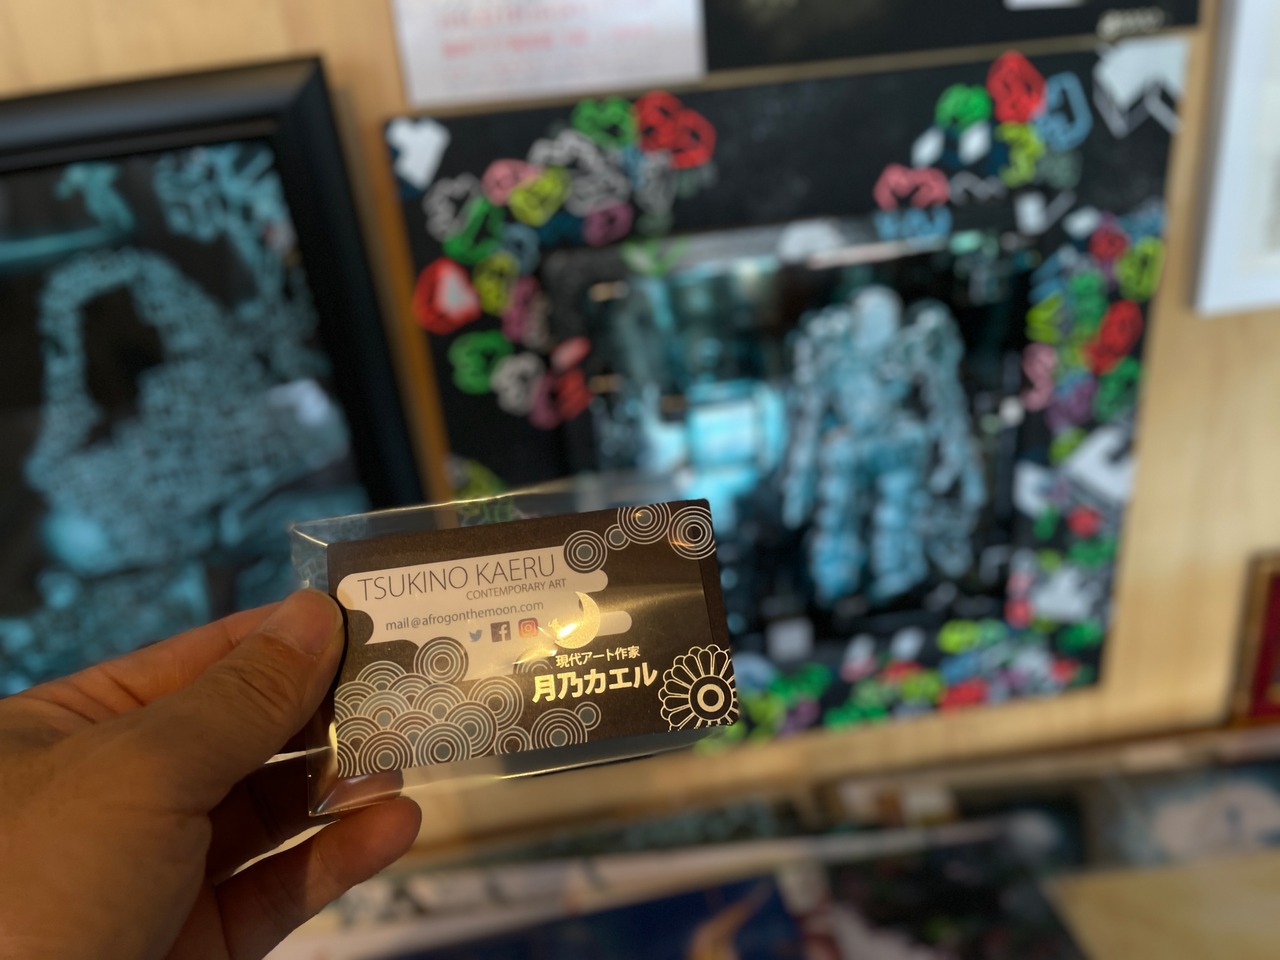 TSUKINO KAERU
CONTEMPORARY ART
mail@afrogonthemoon.com
現代アート作家
月乃カエル